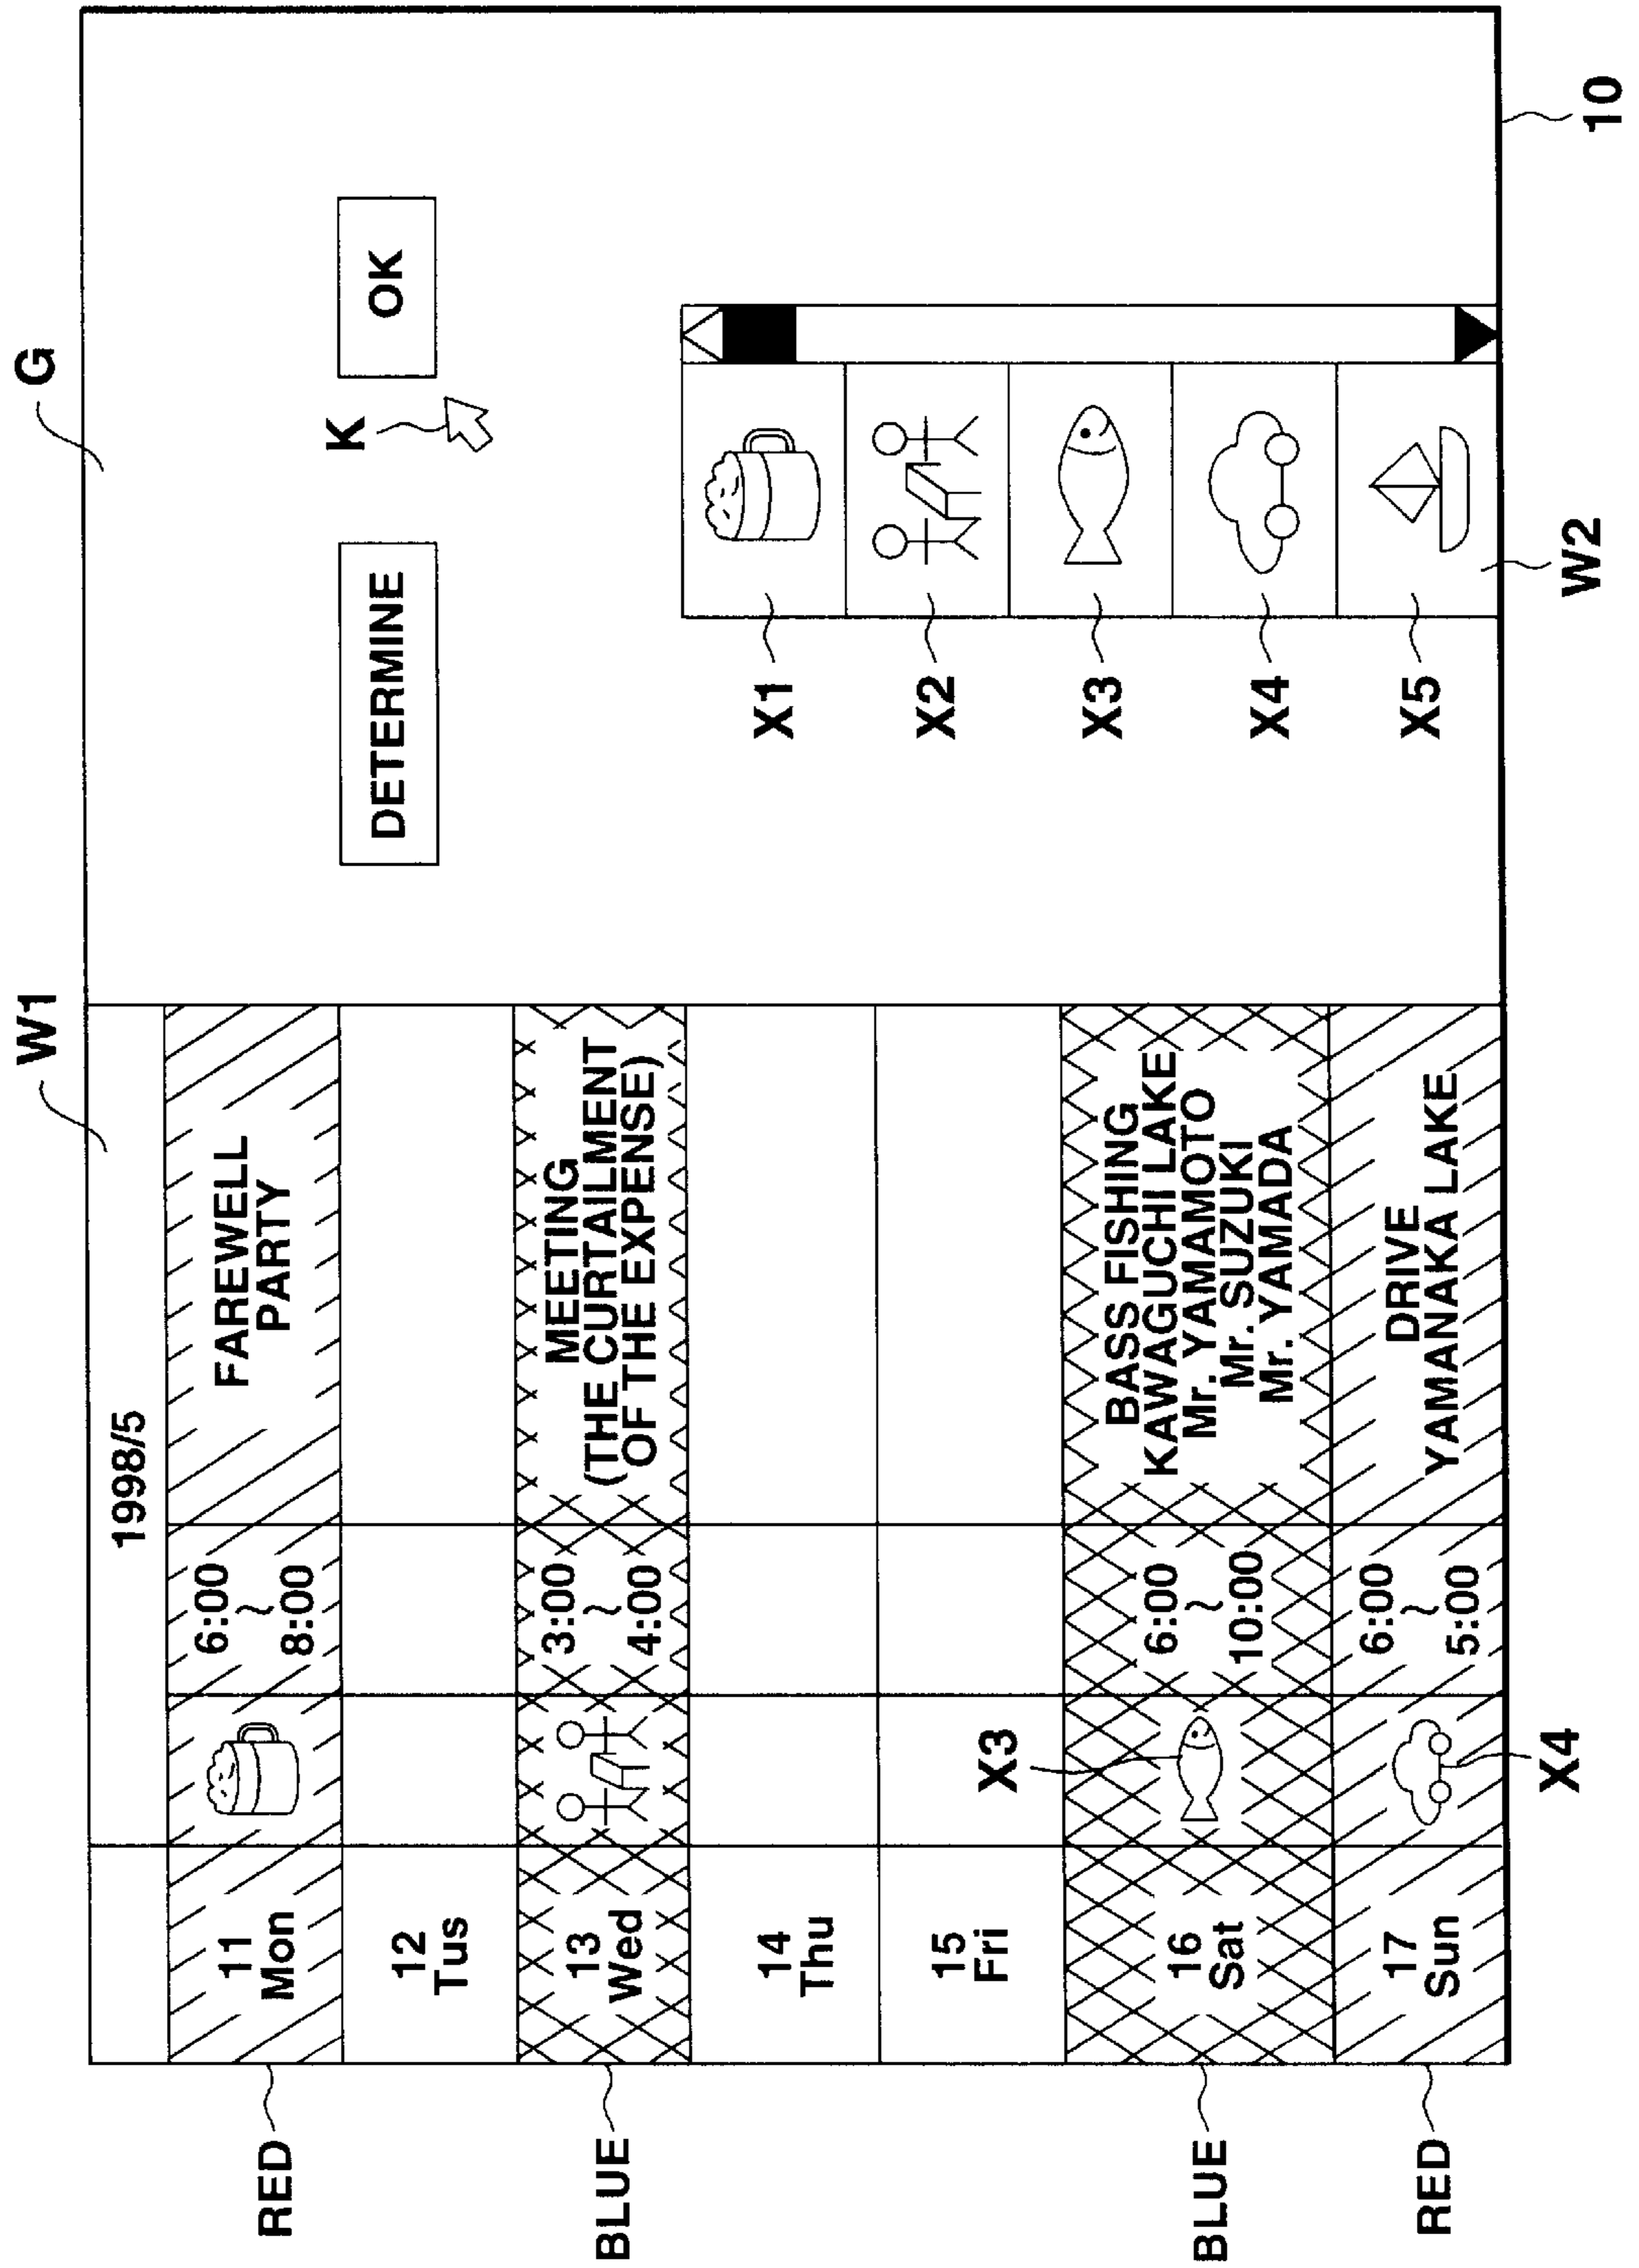 W1
G
1998/5
RED
11
Mon
6:00
~
8:00
FAREWELL
PARTY
12
Tus
DETERMINE
K
OK
BLUE
13
Wed
3:00
~
4:00
MEETING
(THE CURTAILMENT
OF THE EXPENSE)
14
Thu
15
Fri
X3
BLUE
16
Sat
6:00
~
10:00
BASS FISHING
KAWAGUCHI LAKE
Mr. YAMAMOTO
Mr. SUZUKI
Mr. YAMADA
RED
17
Sun
6:00
~
5:00
DRIVE
YAMANAKA LAKE
X4
X1
X2
X3
X4
X5
W2
10